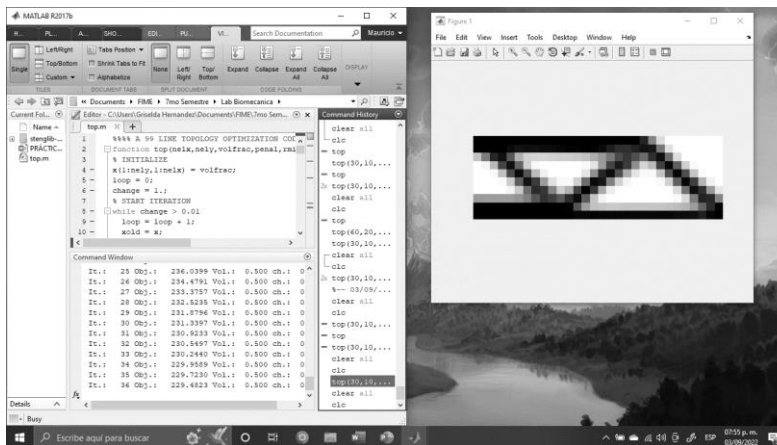 MATLAB R2017b
H... PL... A... SHO... EDI... PU... VI... Search Documentation Mauricio
Single Left/Right Top/Bottom Custom Tabs Position Shrink Tabs to Fit Alphabetize None Left/Right Top/Bottom Expand Collapse Expand All Collapse All DISPLAY
TILES DOCUMENT TABS SPLIT DOCUMENT CODE FOLDING
« Documents FIME 7mo Semestre Lab Biomecanica
Current Fol...
Name
stenglib-...
PRÁCTIC...
top.m
Details
Editor - C:\Users\Griselda Hernandez\Documents\FIME\7mo Sem...
top.m
1 %%%% A 99 LINE TOPOLOGY OPTIMIZATION COD
2 function top(nelx,nely,volfrac,penal,rmi
3 % INITIALIZE
4 - x(1:nely,1:nelx) = volfrac;
5 - loop = 0;
6 - change = 1.;
7 % START ITERATION
8 - while change > 0.01
9 - loop = loop + 1;
10 - xold = x;
Command Window
It.: 25 Obj.: 236.0399 Vol.: 0.500 ch.: 0
It.: 26 Obj.: 234.4791 Vol.: 0.500 ch.: 0
It.: 27 Obj.: 233.3757 Vol.: 0.500 ch.: 0
It.: 28 Obj.: 232.5235 Vol.: 0.500 ch.: 0
It.: 29 Obj.: 231.8796 Vol.: 0.500 ch.: 0
It.: 30 Obj.: 231.3397 Vol.: 0.500 ch.: 0
It.: 31 Obj.: 230.9233 Vol.: 0.500 ch.: 0
It.: 32 Obj.: 230.5497 Vol.: 0.500 ch.: 0
It.: 33 Obj.: 230.2440 Vol.: 0.500 ch.: 0
It.: 34 Obj.: 229.9589 Vol.: 0.500 ch.: 0
It.: 35 Obj.: 229.7230 Vol.: 0.500 ch.: 0
It.: 36 Obj.: 229.4823 Vol.: 0.500 ch.: 0
fx
Command History
clear all
clc
top
top(30,10,...
top
2x top(30,10,...
clear all
clc
top
top(60,20,...
top(30,10,...
clear all
clc
2x top(30,10,...
%-- 03/09/...
clear all
clc
top(30,10,...
top
top(30,10,...
clear all
clc
top(30,10,...
clear all
clc
Busy
Figure 1
File Edit View Insert Tools Desktop Window Help
Escribe aquí para buscar
ESP
07:55 p. m.
03/09/2022